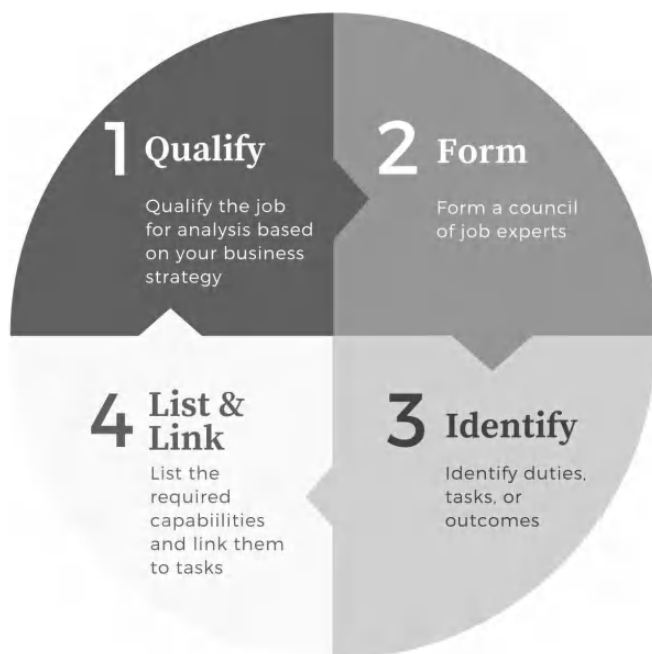 1 Qualify
Qualify the job
for analysis based
on your business
strategy
2 Form
Form a council
of job experts
3 Identify
Identify duties,
tasks, or
outcomes
4 List &
Link
List the
required
capabiilities
and link them
to tasks